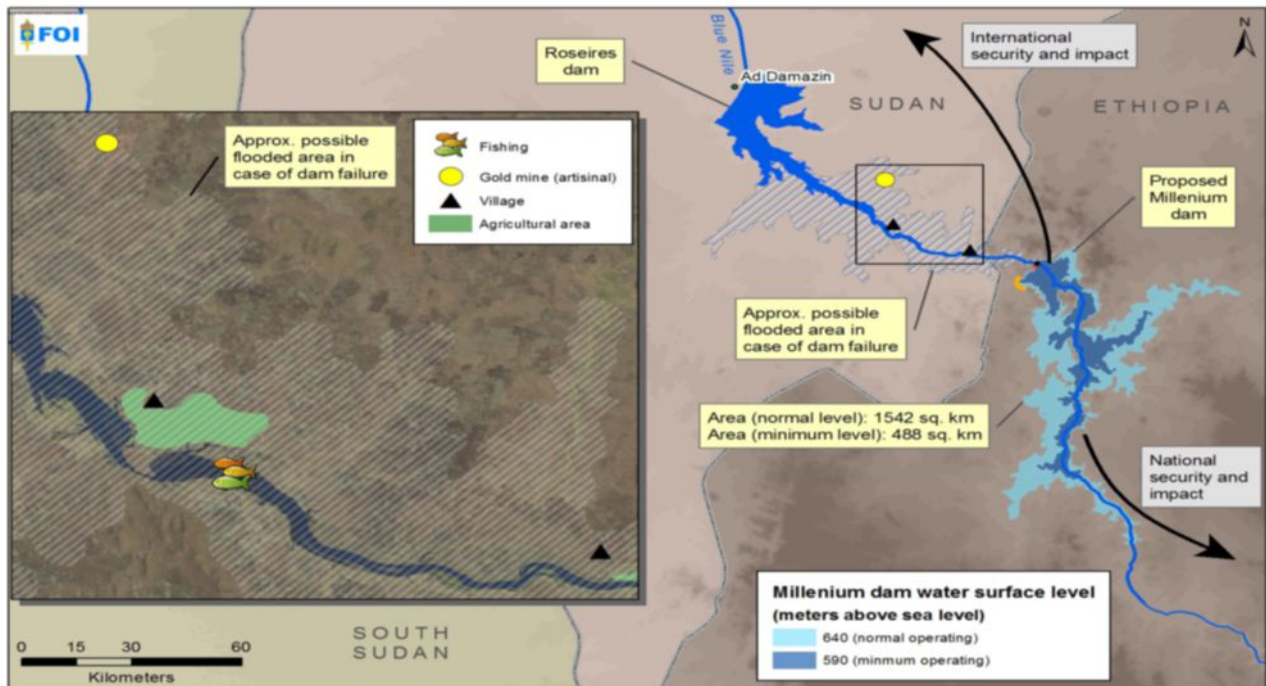 FOI
Approx. possible
flooded area in
case of dam failure
Fishing
Gold mine (artisinal)
Village
Agricultural area
Roseires
dam
Blue Nile
Ad Damazin
SUDAN
International
security and impact
N
ETHIOPIA
Proposed
Millenium
dam
Approx. possible
flooded area in
case of dam failure
Area (normal level): 1542 sq. km
Area (minimum level): 488 sq. km
National
security and
impact
SOUTH
SUDAN
0 15 30 60
Kilometers
Millenium dam water surface level
(meters above sea level)
640 (normal operating)
590 (minmum operating)